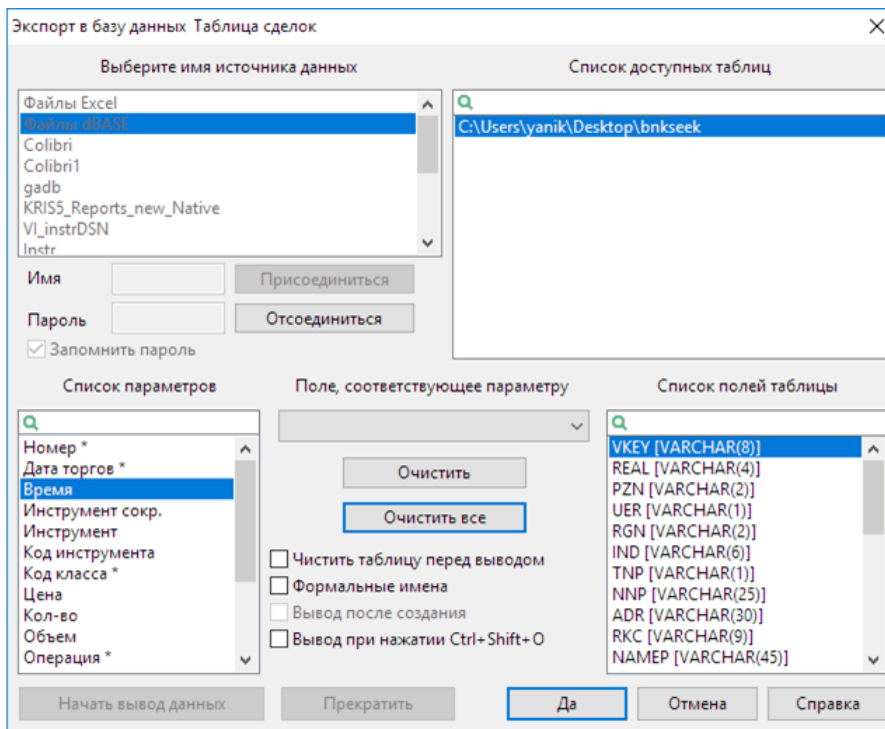 Экспорт в базу данных Таблица сделок
Выберите имя источника данных
Файлы Excel
Файлы dBASE
Colibri
Colibri1
gadb
KRIS5_Reports_new_Native
VI_instrDSN
Instr
Имя
Присоединиться
Пароль
Отсоединиться
Запомнить пароль
Список доступных таблиц
C:\Users\yanik\Desktop\bnkseek
Список параметров
Номер *
Дата торгов *
Время
Инструмент сокр.
Инструмент
Код инструмента
Код класса *
Цена
Кол-во
Объем
Операция *
Поле, соответствующее параметру
Очистить
Очистить все
Чистить таблицу перед выводом
Формальные имена
Вывод после создания
Вывод при нажатии Ctrl+Shift+O
Список полей таблицы
VKEY [VARCHAR(8)]
REAL [VARCHAR(4)]
PZN [VARCHAR(2)]
UER [VARCHAR(1)]
RGN [VARCHAR(2)]
IND [VARCHAR(6)]
TNP [VARCHAR(1)]
NNP [VARCHAR(25)]
ADR [VARCHAR(30)]
RKC [VARCHAR(9)]
NAMEP [VARCHAR(45)]
Начать вывод данных
Прекратить
Да
Отмена
Справка